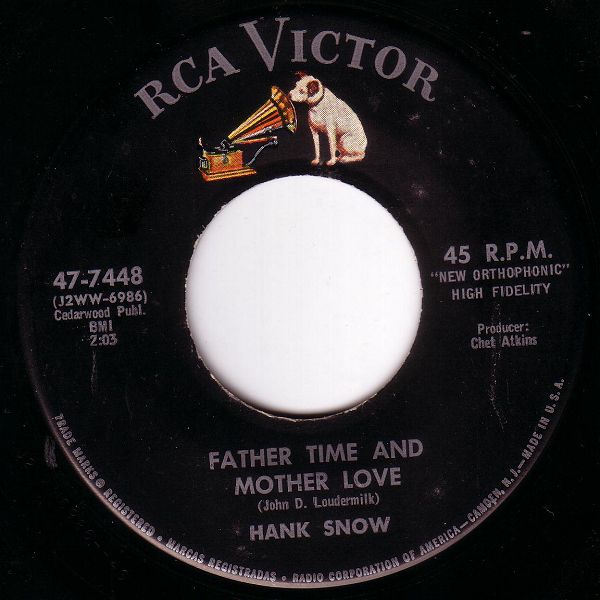 RCA VICTOR
47-7448
(J2WW-6986)
Cedarwood Publ.
BMI
2:03
45 R.P.M.
"NEW ORTHOPHONIC"
HIGH FIDELITY
Producer:
Chet Atkins
FATHER TIME AND
MOTHER LOVE
(John D. Loudermilk)
HANK SNOW
TRADE MARKS ® REGISTERED • MARCAS REGISTRADAS • RADIO CORPORATION OF AMERICA—CAMDEN, N.J.—MADE IN U.S.A.